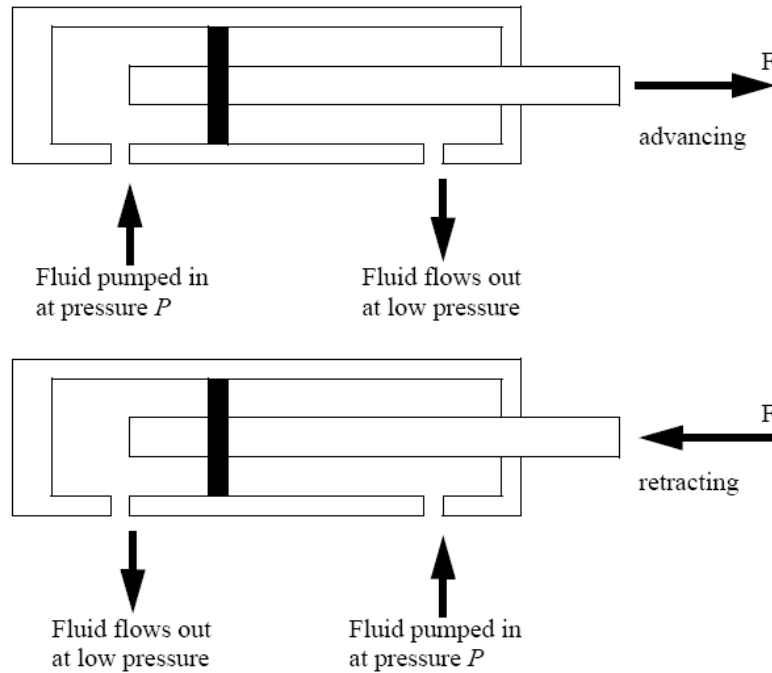 F
advancing
Fluid pumped in
at pressure P
Fluid flows out
at low pressure
F
retracting
Fluid flows out
at low pressure
Fluid pumped in
at pressure P